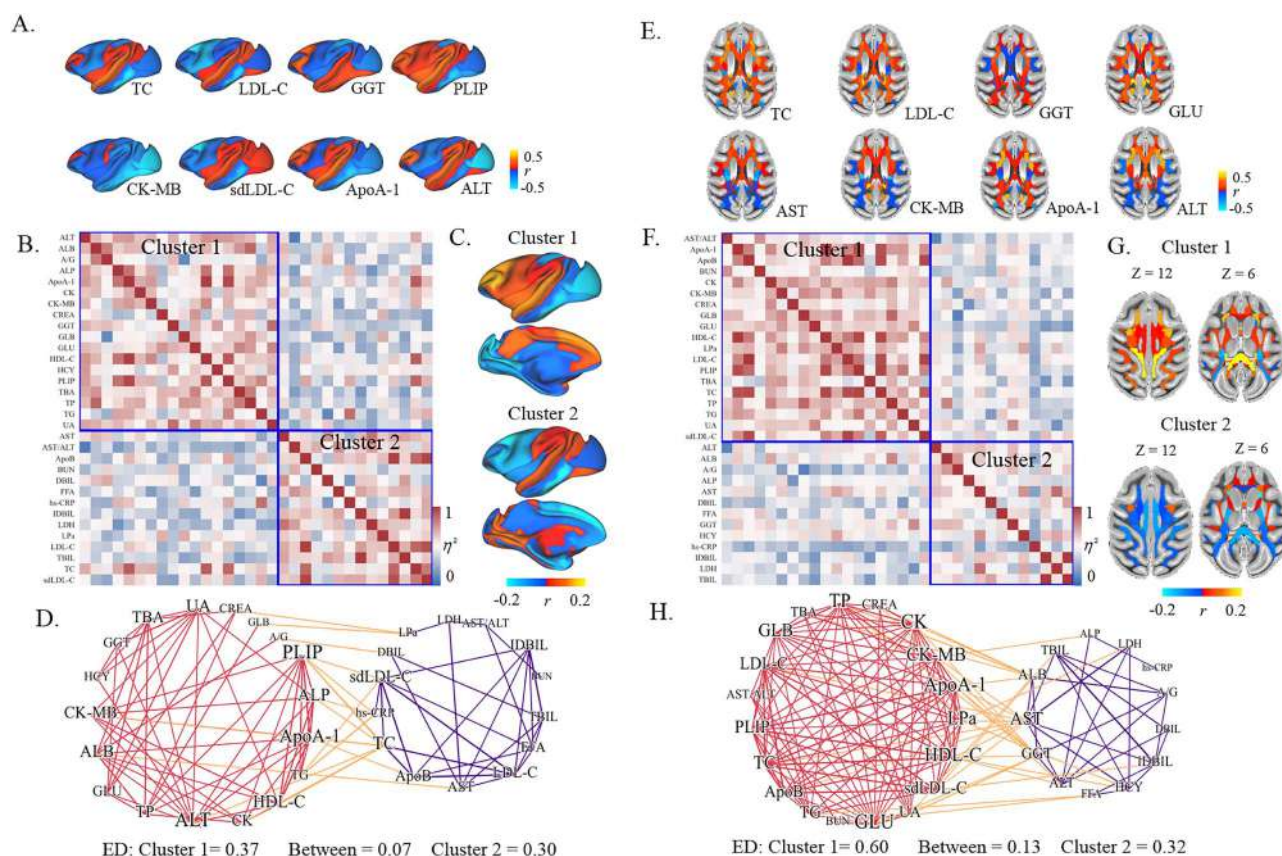 A.
TC
LDL-C
GGT
PLIP
CK-MB
sdLDL-C
ApoA-1
ALT
0.5
r
-0.5
B.
Cluster 1
ALT
ALB
A/G
ALP
ApoA-1
CK
CK-MB
CREA
GGT
GLB
GLU
HDL-C
HCY
PLIP
TBA
TP
TG
UA
AST
AST/ALT
ApoB
BUN
DBIL
FFA
hs-CRP
IDBIL
LDH
LPa
LDL-C
TBIL
TC
sdLDL-C
Cluster 2
1
η²
0
C.
Cluster 1
Cluster 2
-0.2 r 0.2
D.
UA
CREA
TBA
GLB
GGT
A/G
HCY
PLIP
CK-MB
ALP
ALB
ApoA-1
GLU
TG
TP
HDL-C
ALT
CK
LPa
LDH
AST/ALT
DBIL
IDBIL
sdLDL-C
BUN
hs-CRP
TBIL
TC
FFA
ApoB
LDL-C
AST
ED: Cluster 1= 0.37 Between = 0.07 Cluster 2 = 0.30
E.
TC
LDL-C
GGT
GLU
AST
CK-MB
ApoA-1
ALT
0.5
r
-0.5
F.
Cluster 1
AST/ALT
ApoA-1
ApoB
BUN
CK
CK-MB
CREA
GLB
GLU
HDL-C
LPa
LDL-C
PLIP
TBA
TC
TP
TG
UA
sdLDL-C
ALT
ALB
A/G
ALP
AST
DBIL
FFA
GGT
HCY
hs-CRP
IDBIL
LDH
TBIL
Cluster 2
1
η²
0
G.
Cluster 1
Z = 12 Z = 6
Cluster 2
Z = 12 Z = 6
-0.2 r 0.2
H.
TP
CREA
TBA
CK
GLB
CK-MB
LDL-C
ApoA-1
AST/ALT
LPa
PLIP
HDL-C
TC
sdLDL-C
ApoB
UA
TG
BUN
GLU
ALP
TBIL
LDH
ALB
hs-CRP
A/G
AST
DBIL
GGT
IDBIL
ALT
HCY
FFA
ED: Cluster 1= 0.60 Between = 0.13 Cluster 2 = 0.32